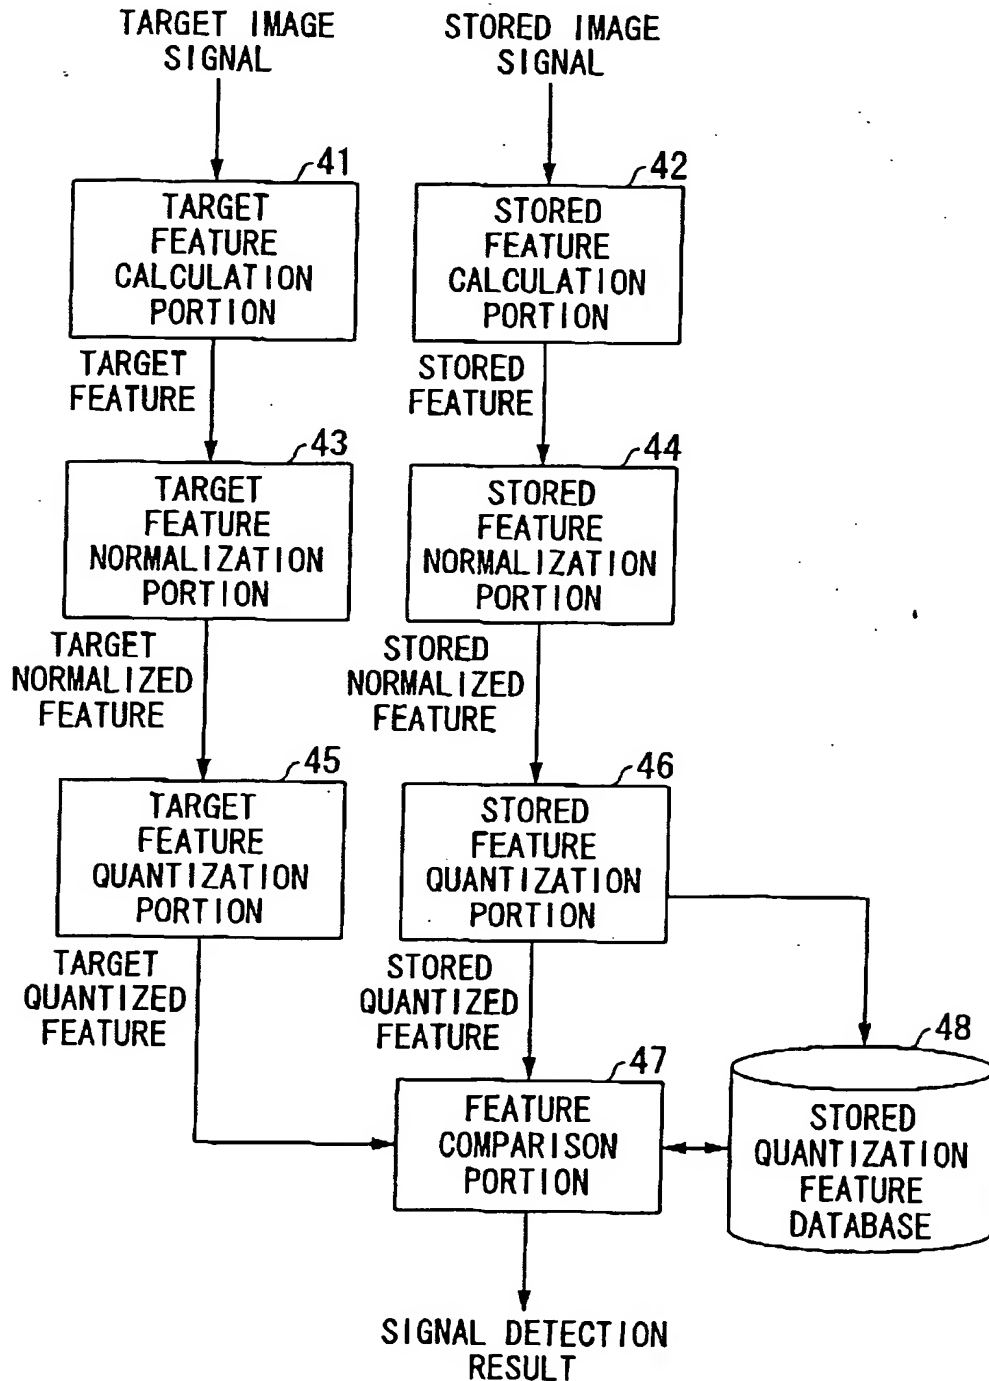 TARGET IMAGE
SIGNAL
STORED IMAGE
SIGNAL
41
TARGET
FEATURE
CALCULATION
PORTION
42
STORED
FEATURE
CALCULATION
PORTION
TARGET
FEATURE
STORED
FEATURE
43
TARGET
FEATURE
NORMALIZATION
PORTION
44
STORED
FEATURE
NORMALIZATION
PORTION
TARGET
NORMALIZED
FEATURE
STORED
NORMALIZED
FEATURE
45
TARGET
FEATURE
QUANTIZATION
PORTION
46
STORED
FEATURE
QUANTIZATION
PORTION
TARGET
QUANTIZED
FEATURE
STORED
QUANTIZED
FEATURE
47
FEATURE
COMPARISON
PORTION
48
STORED
QUANTIZATION
FEATURE
DATABASE
SIGNAL DETECTION
RESULT